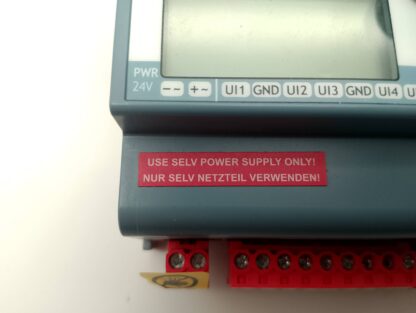 PWR
24V -~ +~ UI1 GND UI2 UI3 GND UI4
USE SELV POWER SUPPLY ONLY!
NUR SELV NETZTEIL VERWENDEN!